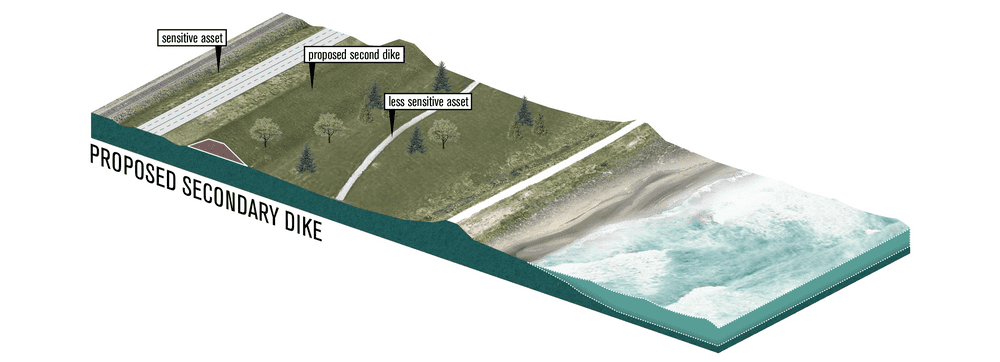 sensitive asset
proposed second dike
less sensitive asset
PROPOSED SECONDARY DIKE